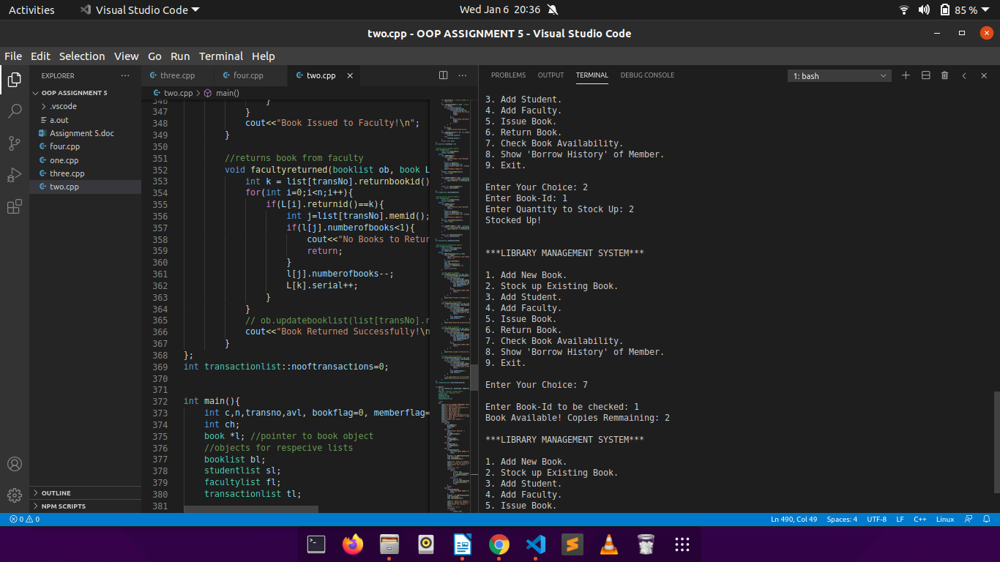 Activities Visual Studio Code Wed Jan 6 20:36 85 %
two.cpp - OOP ASSIGNMENT 5 - Visual Studio Code
File Edit Selection View Go Run Terminal Help
EXPLORER
OOP ASSIGNMENT 5
.vscode
a.out
Assignment 5.doc
four.cpp
one.cpp
three.cpp
two.cpp
OUTLINE
NPM SCRIPTS
three.cpp four.cpp two.cpp
two.cpp > main()
346 }
347 }
348 cout<<"Book Issued to Faculty!\n";
349 }
350
351 //returns book from faculty
352 void facultyreturned(booklist ob, book L
353 int k = list[transNo].returnbookid()
354 for(int i=0;i<n;i++){
355 if(L[i].returnid()==k){
356 int j=list[transNo].memid();
357 if(l[j].numberofbooks<1){
358 cout<<"No Books to Retur
359 return;
360 }
361 l[j].numberofbooks--;
362 L[k].serial++;
363 }
364 }
365 // ob.updatebooklist(list[transNo].r
366 cout<<"Book Returned Successfully!\n
367 }
368 };
369 int transactionlist::nooftransactions=0;
370
371
372 int main(){
373 int c,n,transno,avl, bookflag=0, memberflag=
374 int ch;
375 book *l; //pointer to book object
376 //objects for respecive lists
377 booklist bl;
378 studentlist sl;
379 facultylist fl;
380 transactionlist tl;
381
PROBLEMS OUTPUT TERMINAL DEBUG CONSOLE 1: bash
3. Add Student.
4. Add Faculty.
5. Issue Book.
6. Return Book.
7. Check Book Availability.
8. Show 'Borrow History' of Member.
9. Exit.
Enter Your Choice: 2
Enter Book-Id: 1
Enter Quantity to Stock Up: 2
Stocked Up!
***LIBRARY MANAGEMENT SYSTEM***
1. Add New Book.
2. Stock up Existing Book.
3. Add Student.
4. Add Faculty.
5. Issue Book.
6. Return Book.
7. Check Book Availability.
8. Show 'Borrow History' of Member.
9. Exit.
Enter Your Choice: 7
Enter Book-Id to be checked: 1
Book Available! Copies Remmaining: 2
***LIBRARY MANAGEMENT SYSTEM***
1. Add New Book.
2. Stock up Existing Book.
3. Add Student.
4. Add Faculty.
5. Issue Book.
0 0 Ln 490, Col 49 Spaces: 4 UTF-8 LF C++ Linux